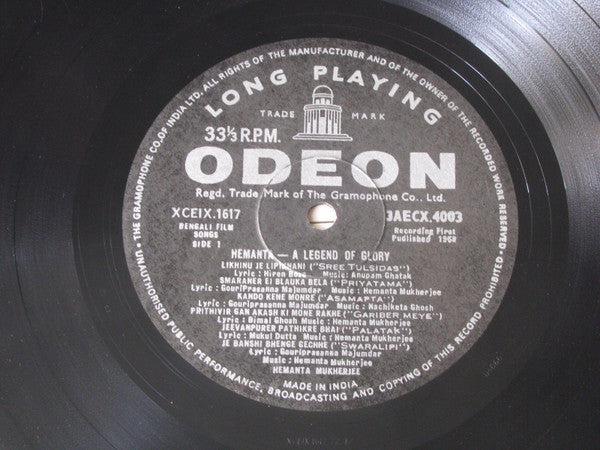 UNAUTHORISED PUBLIC PERFORMANCE, BROADCASTING AND COPYING OF THIS RECORD PROHIBITED. THE GRAMOPHONE CO. OF INDIA LTD. ALL RIGHTS OF THE MANUFACTURER AND OF THE OWNER OF THE RECORDED WORK RESERVED
LONG PLAYING
TRADE MARK
33⅓ R.P.M.
ODEON
Regd. Trade Mark of The Gramophone Co., Ltd.
XCEIX.1617
3AECX.4003
BENGALI FILM
SONGS
SIDE 1
Recording First
Published 1968
HEMANTA — A LEGEND OF GLORY
LIKHINU JE LIPIKHANI ("SREE TULSIDAS")
Lyric : Hiren Bose Music : Anupam Ghatak
SMARANER EI BLAUKA BELA ("PRIYATAMA")
Lyric : GouriPrasanna Majumdar Music : Hemanta Mukherjee
KANDO KENE MONRE ("ASAMAPTA")
Lyric : Gouriprasanna Majumdar Music : Nachiketa Ghosh
PRITHIVIR GAN AKASH KI MONE RAKHE ("GARIBER MEYE")
Lyric : Bimal Ghosh Music : Hemanta Mukherjee
JEEVANPURER PATHIKRE BHAI ("PALATAK")
Lyric : Mukul Dutta Music : Hemanta Mukherjee
JE BANSHI BHENGE GECHHE ("SWARALIPI")
Lyric : Gouriprasanna Majumdar
Music : Hemanta Mukherjee
HEMANTA MUKHERJEE
MADE IN INDIA